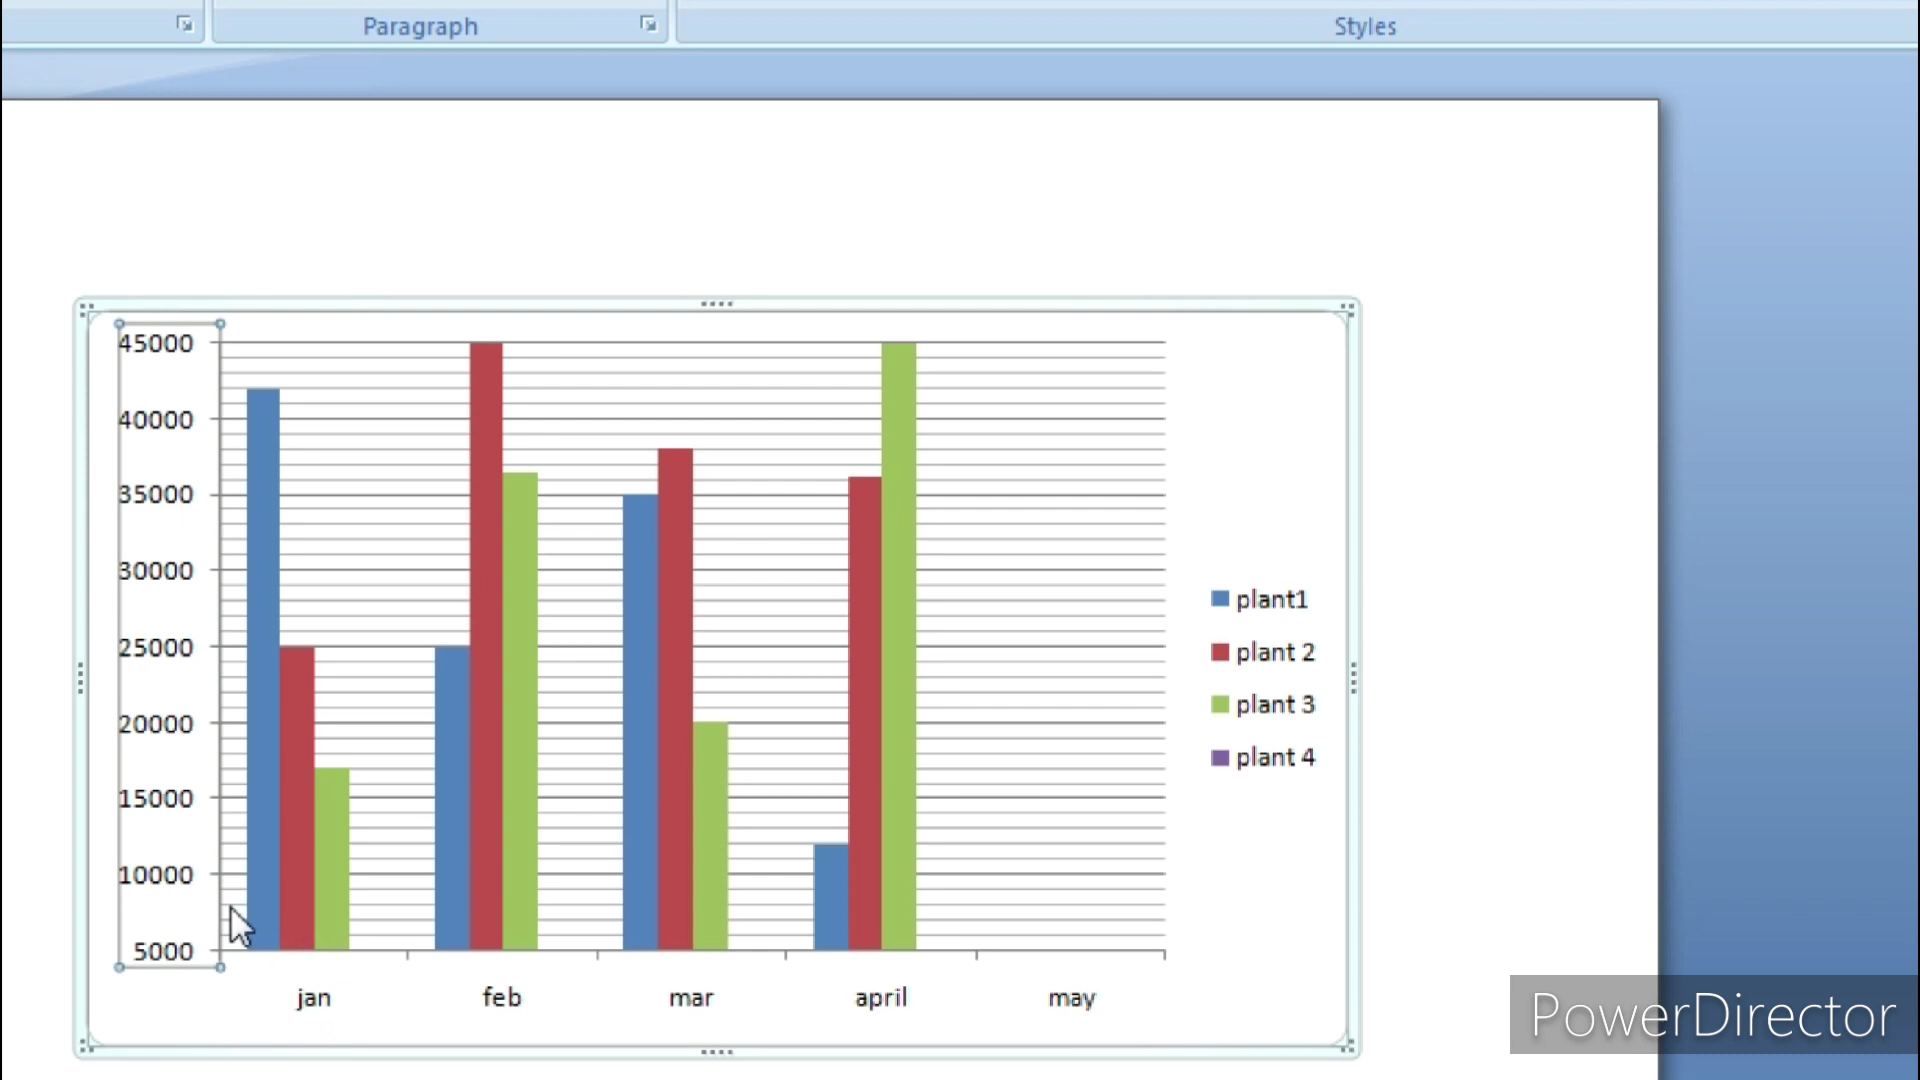 Paragraph
Styles
45000
40000
35000
30000
25000
20000
15000
10000
5000
jan feb mar april may
plant1
plant 2
plant 3
plant 4
PowerDirector